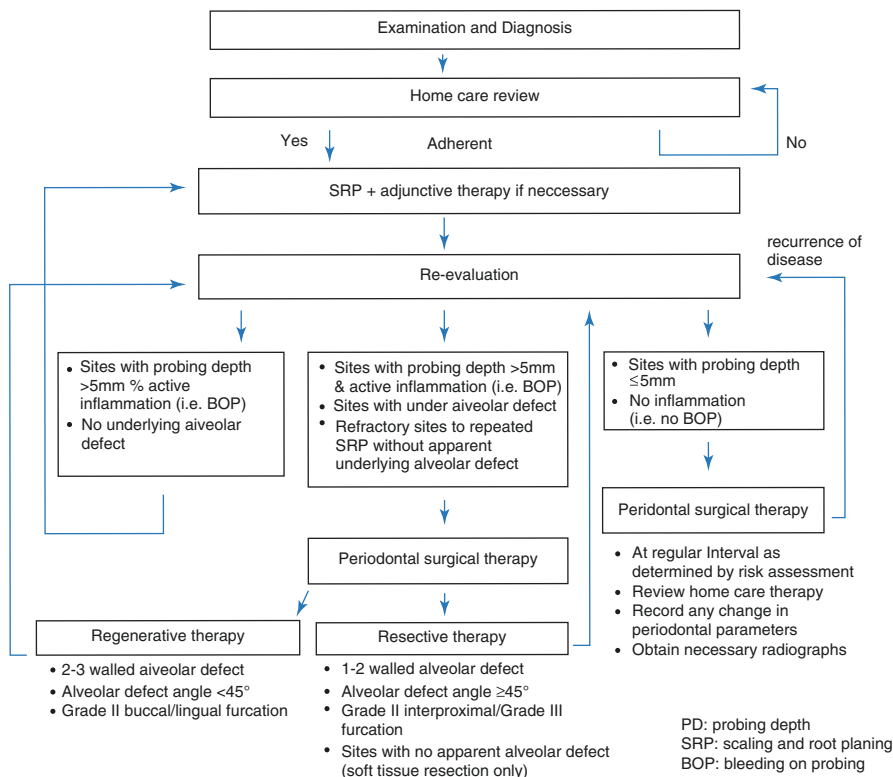 Examination and Diagnosis
Home care review
Yes
Adherent
No
SRP + adjunctive therapy if neccessary
recurrence of
disease
Re-evaluation
• Sites with probing depth
>5mm % active
inflammation (i.e. BOP)
• No underlying aiveolar
defect
• Sites with probing depth >5mm
& active inflammation (i.e. BOP)
• Sites with under aiveolar defect
• Refractory sites to repeated
SRP without apparent
underlying alveolar defect
• Sites with probing depth
≤5mm
• No inflammation
(i.e. no BOP)
Peridontal surgical therapy
• At regular Interval as
determined by risk assessment
• Review home care therapy
• Record any change in
periodontal parameters
• Obtain necessary radiographs
Periodontal surgical therapy
Regenerative therapy
• 2-3 walled aiveolar defect
• Alveolar defect angle <45°
• Grade II buccal/lingual furcation
Resective therapy
• 1-2 walled alveolar defect
• Alveolar defect angle ≥45°
• Grade II interproximal/Grade III
furcation
• Sites with no apparent alveolar defect
(soft tissue resection only)
PD: probing depth
SRP: scaling and root planing
BOP: bleeding on probing